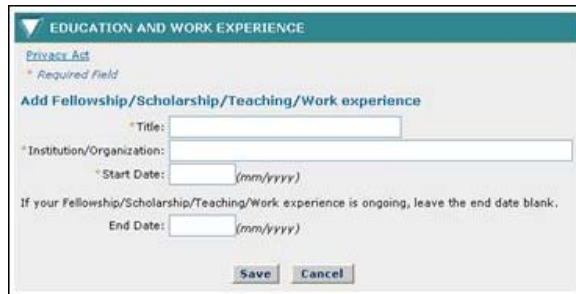 EDUCATION AND WORK EXPERIENCE
Privacy Act
* Required Field
Add Fellowship/Scholarship/Teaching/Work experience
*Title:
*Institution/Organization:
*Start Date: (mm/yyyy)
If your Fellowship/Scholarship/Teaching/Work experience is ongoing, leave the end date blank.
End Date: (mm/yyyy)
Save Cancel